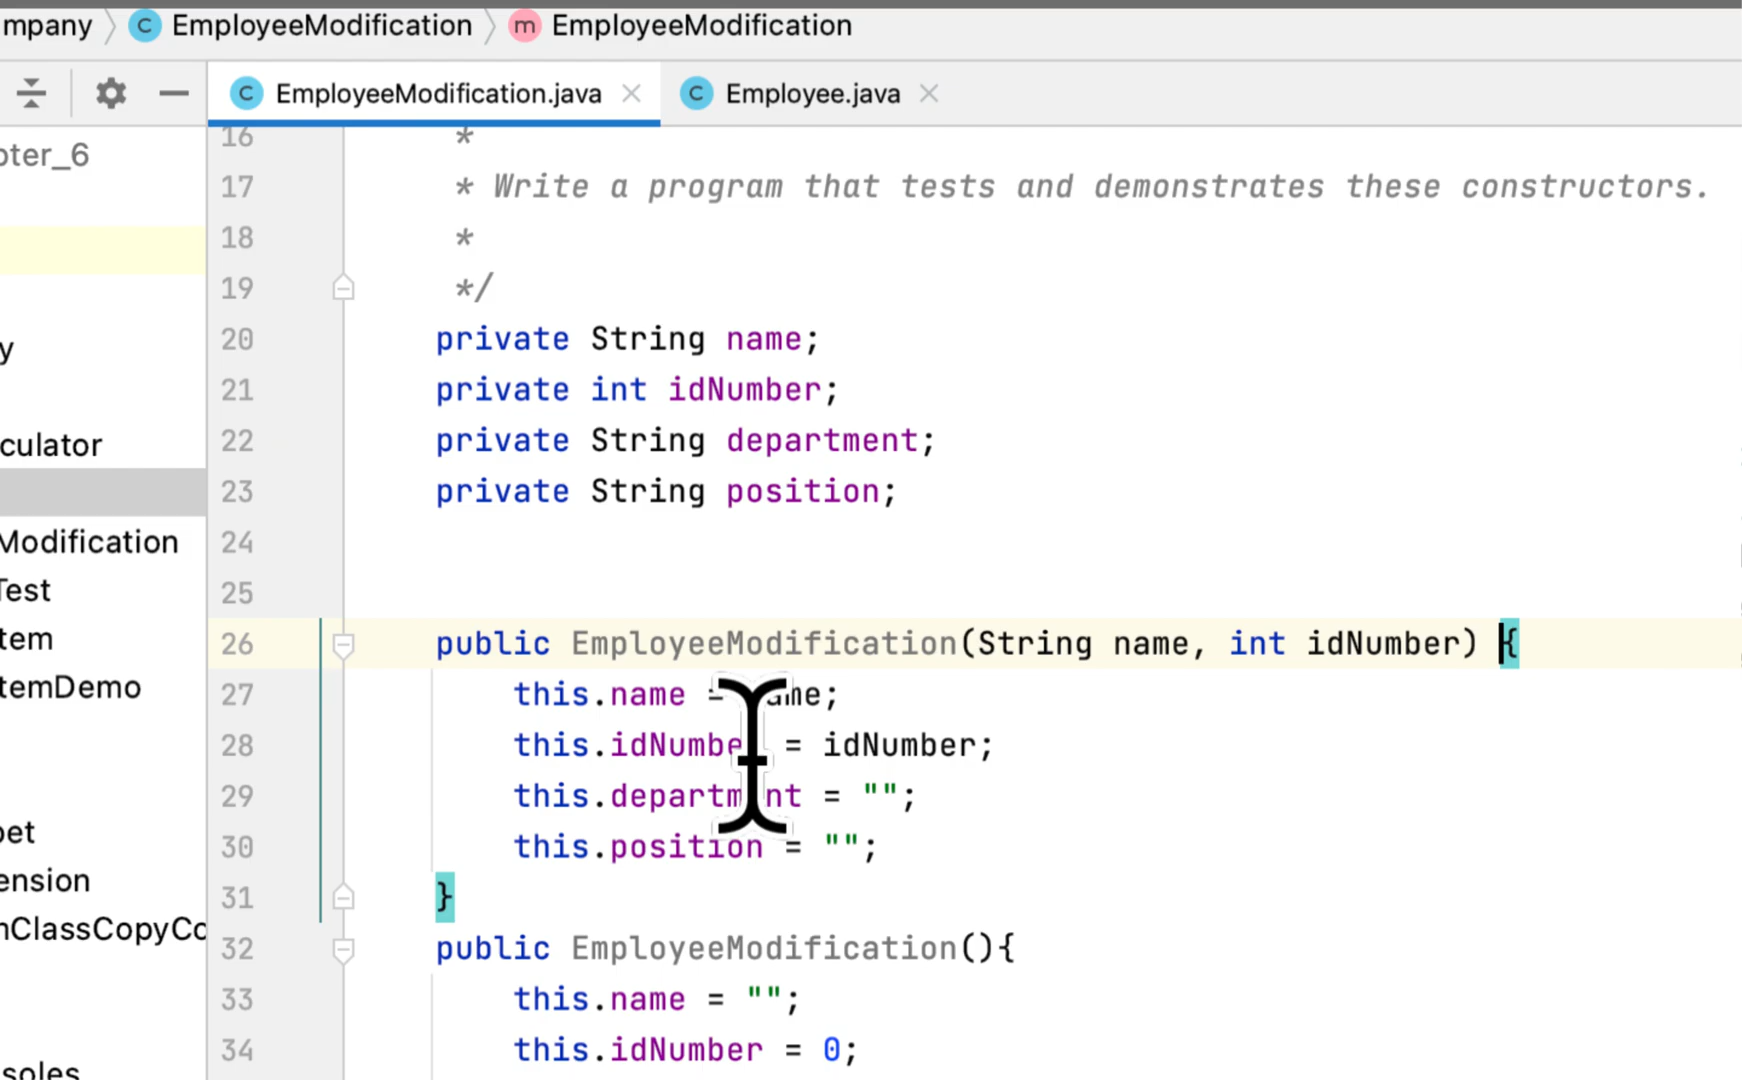 mpany EmployeeModification m EmployeeModification
C EmployeeModification.java C Employee.java
pter_6
y
culator
Modification
Test
tem
temDemo
pet
ension
nClassCopyCo
soles
16 *
17 * Write a program that tests and demonstrates these constructors.
18 *
19 */
20 private String name;
21 private int idNumber;
22 private String department;
23 private String position;
24
25
26 public EmployeeModification(String name, int idNumber) {
27 this.name = name;
28 this.idNumber = idNumber;
29 this.department = "";
30 this.position = "";
31 }
32 public EmployeeModification(){
33 this.name = "";
34 this.idNumber = 0;